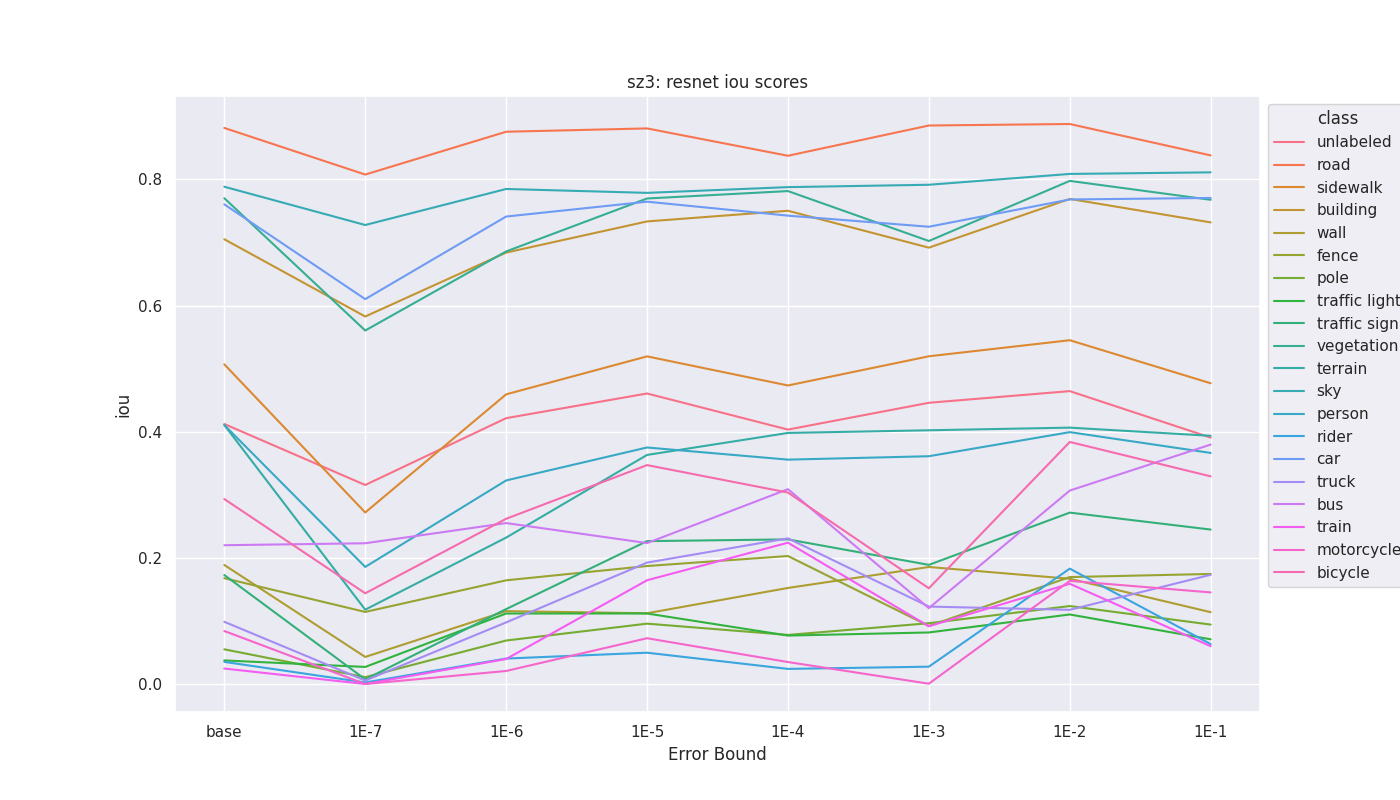 sz3: resnet iou scores
class
unlabeled
road
sidewalk
building
wall
fence
pole
traffic light
traffic sign
vegetation
terrain
sky
person
rider
car
truck
bus
train
motorcycle
bicycle
iou
0.8
0.6
0.4
0.2
0.0
base 1E-7 1E-6 1E-5 1E-4 1E-3 1E-2 1E-1
Error Bound